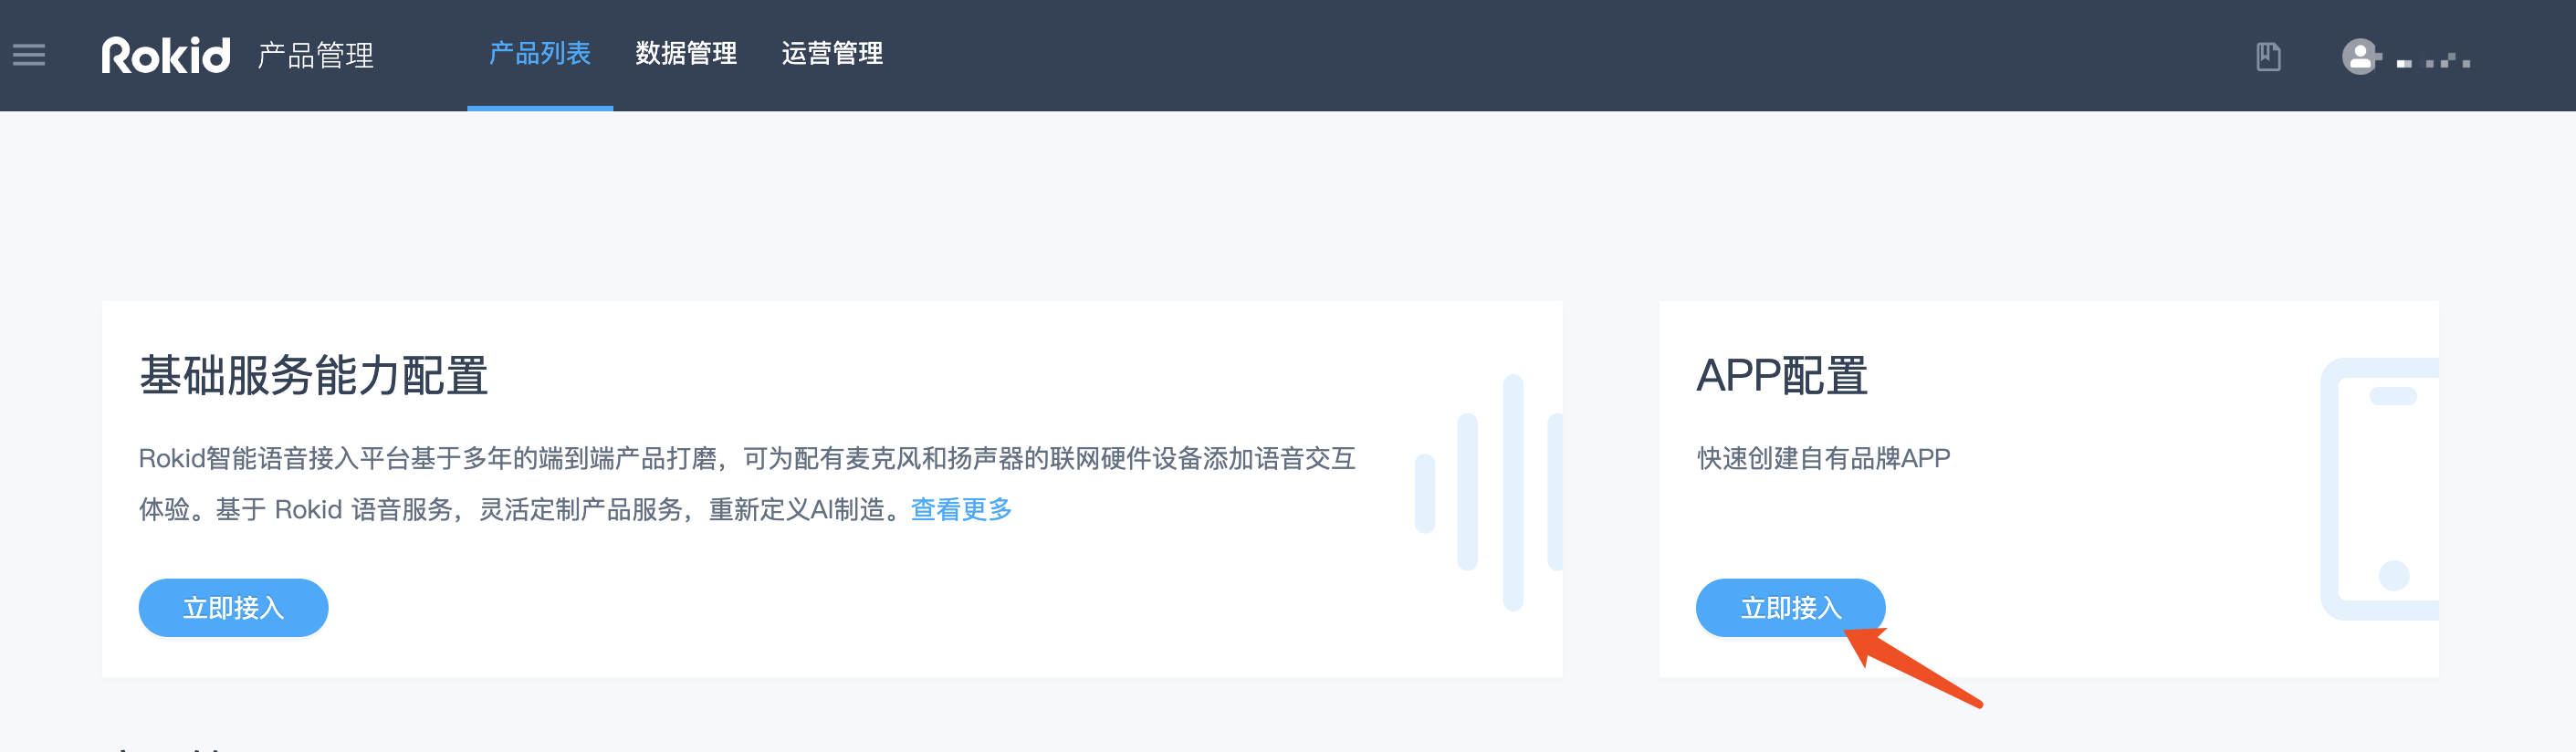 Rokid 产品管理 产品列表 数据管理 运营管理
基础服务能力配置
Rokid智能语音接入平台基于多年的端到端产品打磨，可为配有麦克风和扬声器的联网硬件设备添加语音交互
体验。基于 Rokid 语音服务，灵活定制产品服务，重新定义AI制造。查看更多
立即接入
APP配置
快速创建自有品牌APP
立即接入